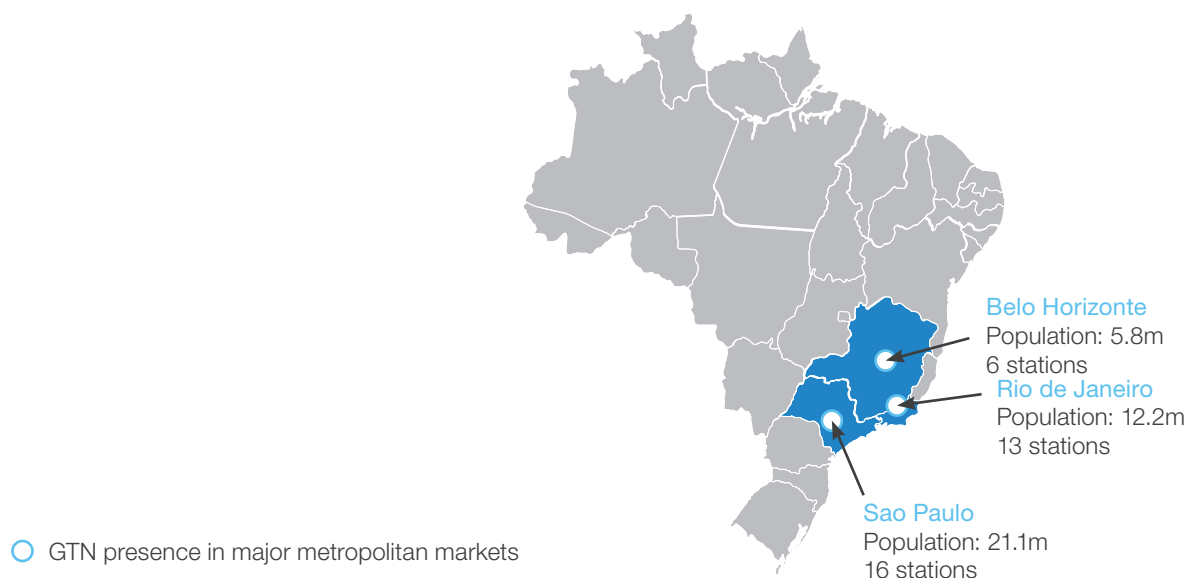 Belo Horizonte
Population: 5.8m
6 stations
Rio de Janeiro
Population: 12.2m
13 stations
Sao Paulo
Population: 21.1m
16 stations
GTN presence in major metropolitan markets